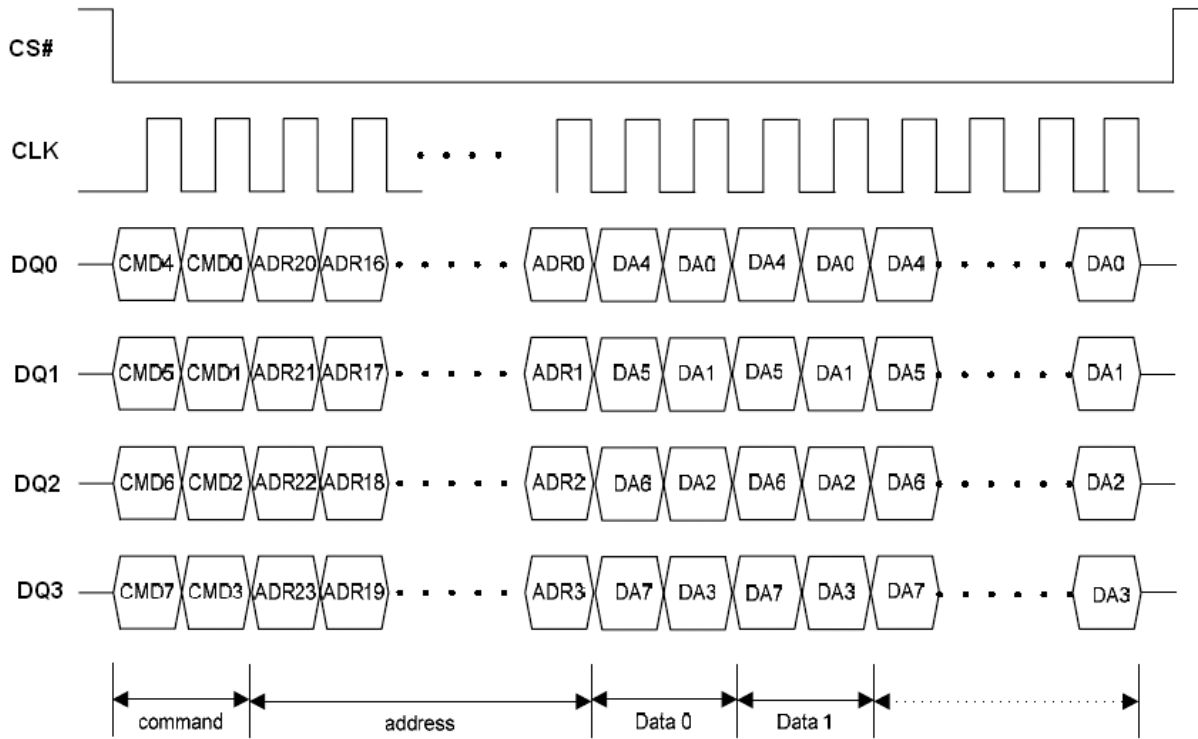 CS#
CLK
DQ0 CMD4 CMD0 ADR20 ADR16 ADR0 DA4 DA0 DA4 DA0 DA4 DA0
DQ1 CMD5 CMD1 ADR21 ADR17 ADR1 DA5 DA1 DA5 DA1 DA5 DA1
DQ2 CMD6 CMD2 ADR22 ADR18 ADR2 DA6 DA2 DA6 DA2 DA6 DA2
DQ3 CMD7 CMD3 ADR23 ADR19 ADR3 DA7 DA3 DA7 DA3 DA7 DA3
command address Data 0 Data 1